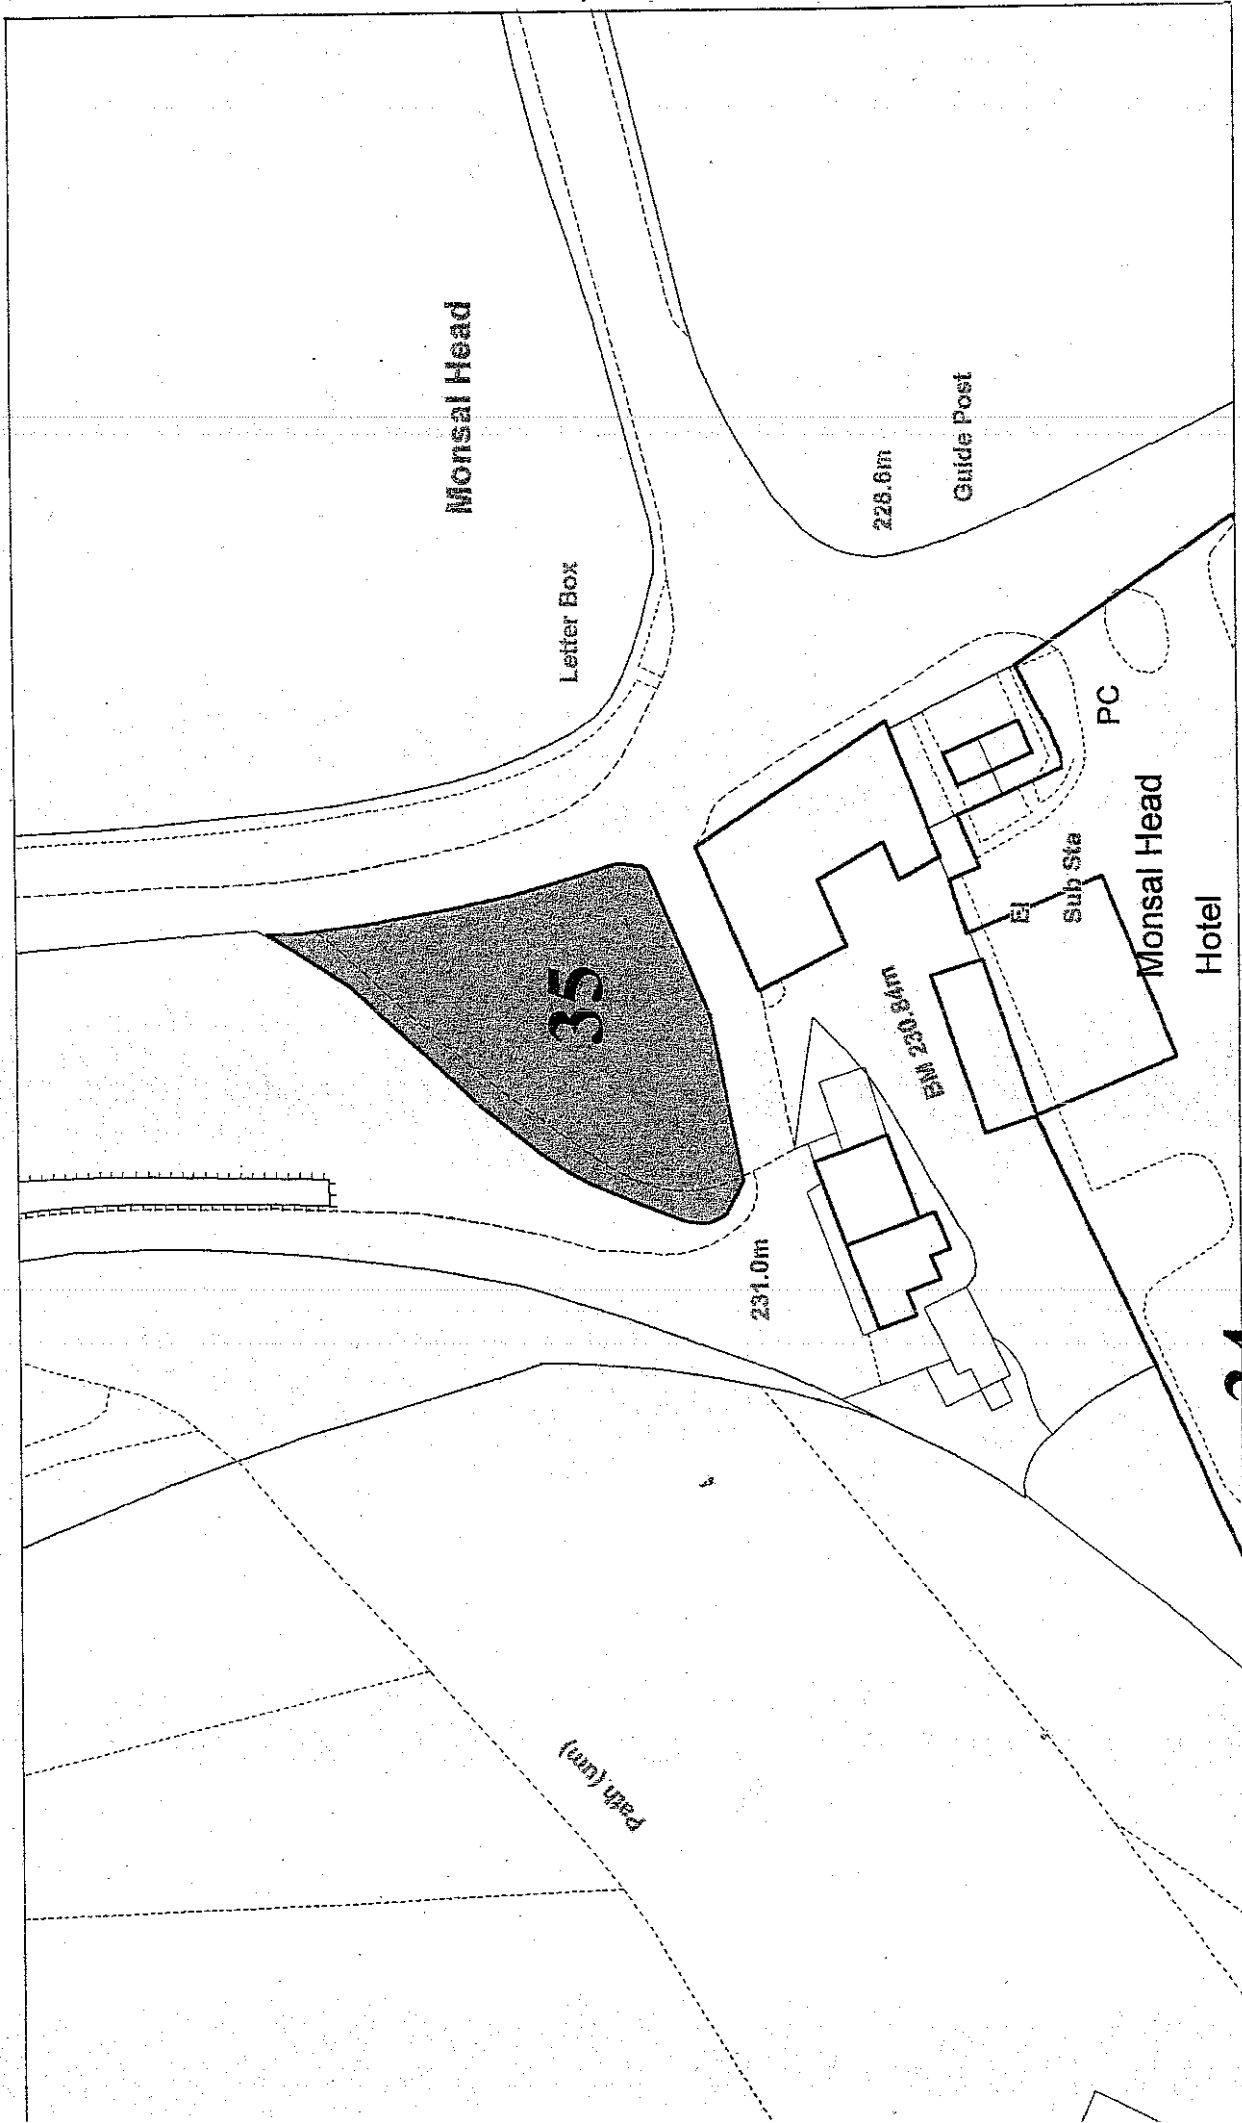 Monsal Head
Letter Box
Guide Post
228.6m
35
PC
El
Sub Sta
Monsal Head
Hotel
BM 230.84m
231.0m
Path (um)